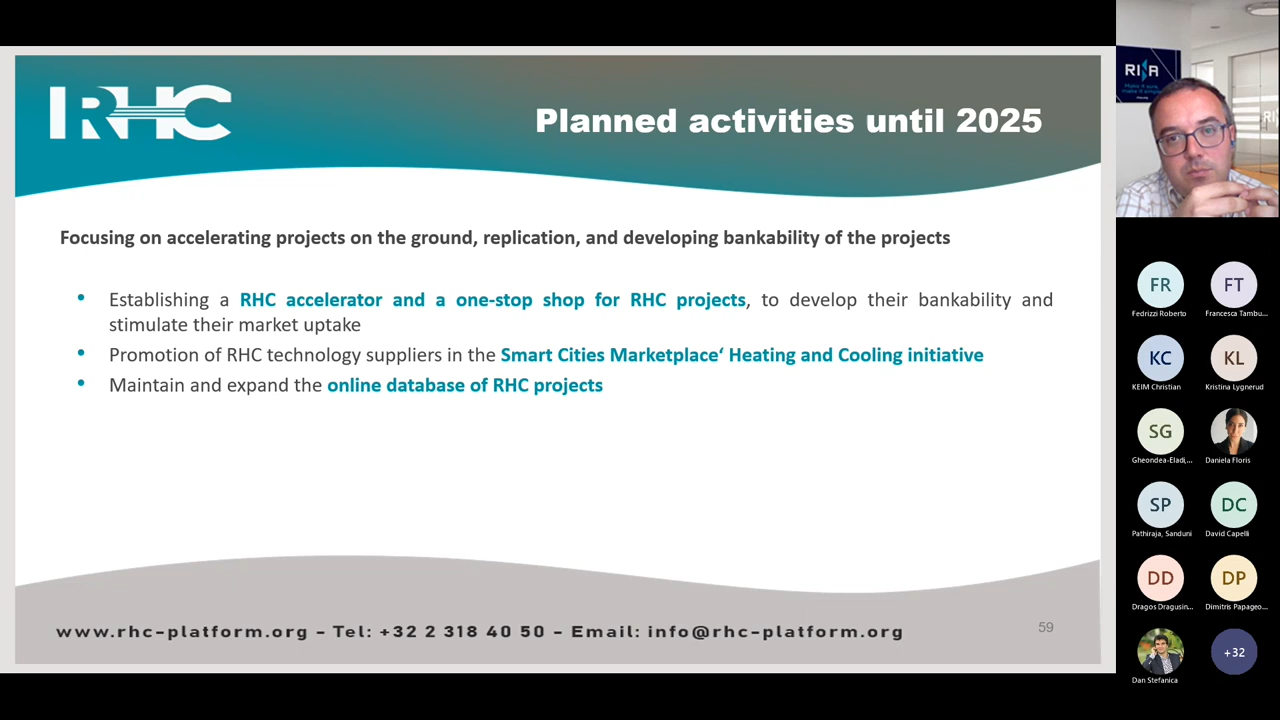 RHC
Planned activities until 2025
Focusing on accelerating projects on the ground, replication, and developing bankability of the projects
• Establishing a RHC accelerator and a one-stop shop for RHC projects, to develop their bankability and
stimulate their market uptake
• Promotion of RHC technology suppliers in the Smart Cities Marketplace‘ Heating and Cooling initiative
• Maintain and expand the online database of RHC projects
www.rhc-platform.org – Tel: +32 2 318 40 50 – Email: info@rhc-platform.org
59
RINA
FR
Fedrizzi Roberto
FT
Francesca Tambu...
KC
KEIM Christian
KL
Kristina Lygnerud
SG
Gheondea-Eladi,...
Daniela Floris
SP
Pathiraja, Sanduni
DC
David Capelli
DD
Dragos Dragusin...
DP
Dimitris Papageo...
Dan Stefanica
+32